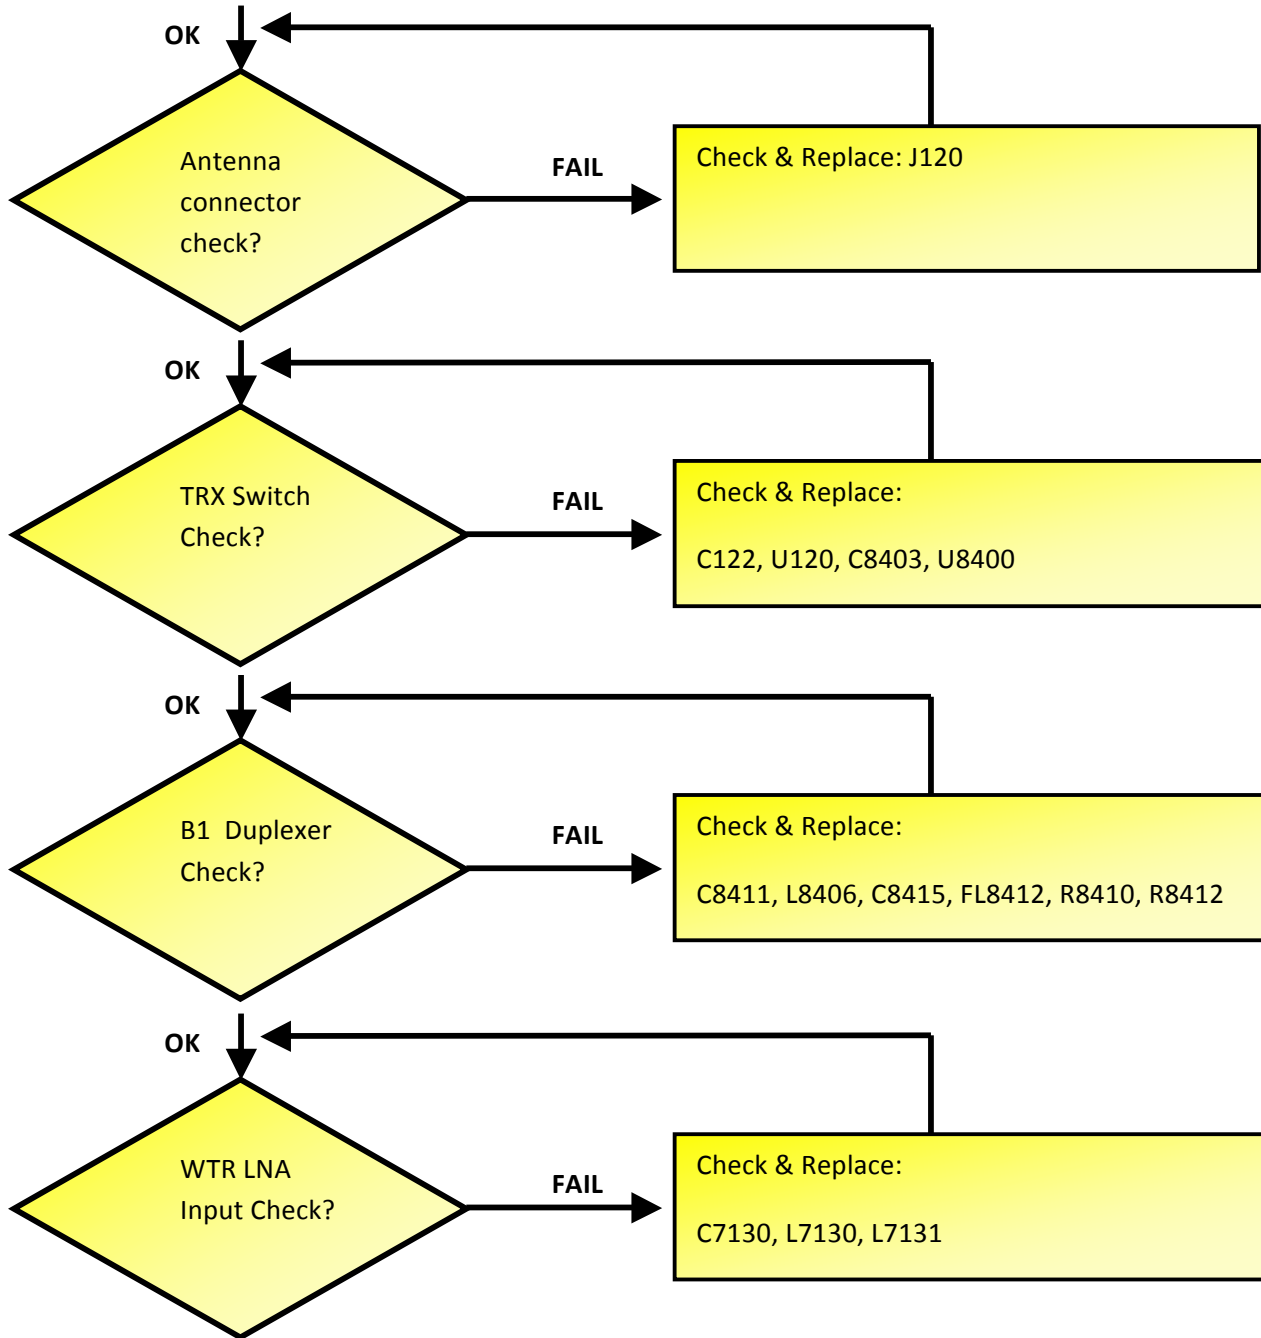 OK
Antenna
connector
check?
FAIL
Check & Replace: J120
OK
TRX Switch
Check?
FAIL
Check & Replace:
C122, U120, C8403, U8400
OK
B1  Duplexer
Check?
FAIL
Check & Replace:
C8411, L8406, C8415, FL8412, R8410, R8412
OK
WTR LNA
Input Check?
FAIL
Check & Replace:
C7130, L7130, L7131